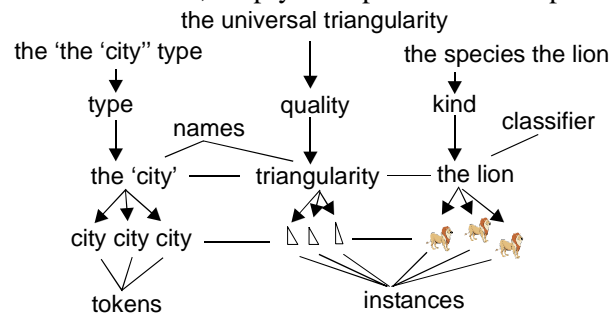 the universal triangularity
the 'the 'city'' type
the species the lion
type
quality
kind
names
classifier
the 'city'
triangularity
the lion
city city city
tokens
instances